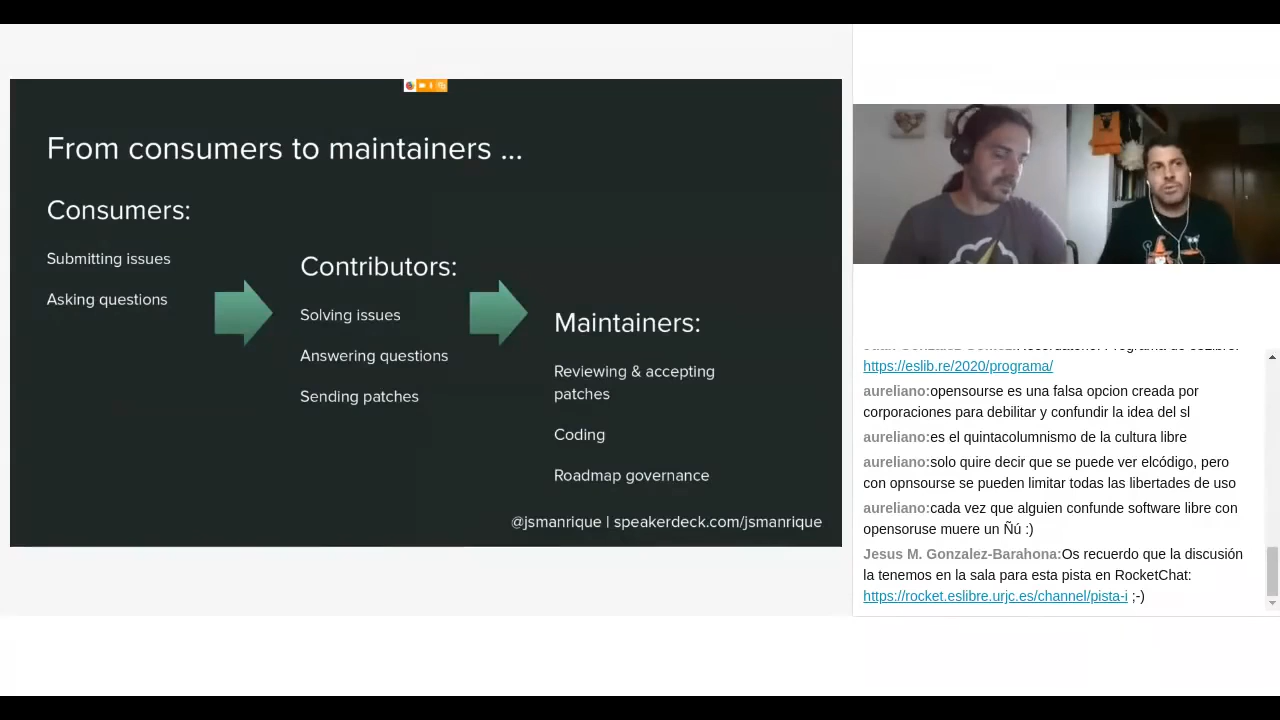 From consumers to maintainers ...
Consumers:
Submitting issues
Asking questions
Contributors:
Solving issues
Answering questions
Sending patches
Maintainers:
Reviewing & accepting
patches
Coding
Roadmap governance
@jsmanrique | speakerdeck.com/jsmanrique
https://eslib.re/2020/programa/
aureliano:opensourse es una falsa opcion creada por
corporaciones para debilitar y confundir la idea del sl
aureliano:es el quintacolumnismo de la cultura libre
aureliano:solo quire decir que se puede ver elcódigo, pero
con opnsourse se pueden limitar todas las libertades de uso
aureliano:cada vez que alguien confunde software libre con
opensoruse muere un Ñú :)
Jesus M. Gonzalez-Barahona:Os recuerdo que la discusión
la tenemos en la sala para esta pista en RocketChat:
https://rocket.eslibre.urjc.es/channel/pista-i ;-)